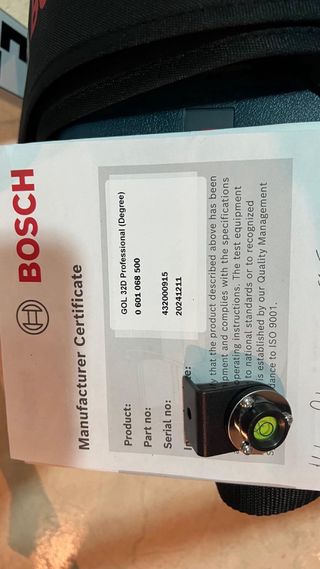 BOSCH
Manufacturer Certificate
Product: GOL 32D Professional (Degree)
Part no: 0 601 068 500
Serial no: 432000915
20241211
y that the product described above has been
pment and complies with the specifications
perating instructions. The test equipment
to national standards or to recognized
is established by our Quality Management
dance to ISO 9001.